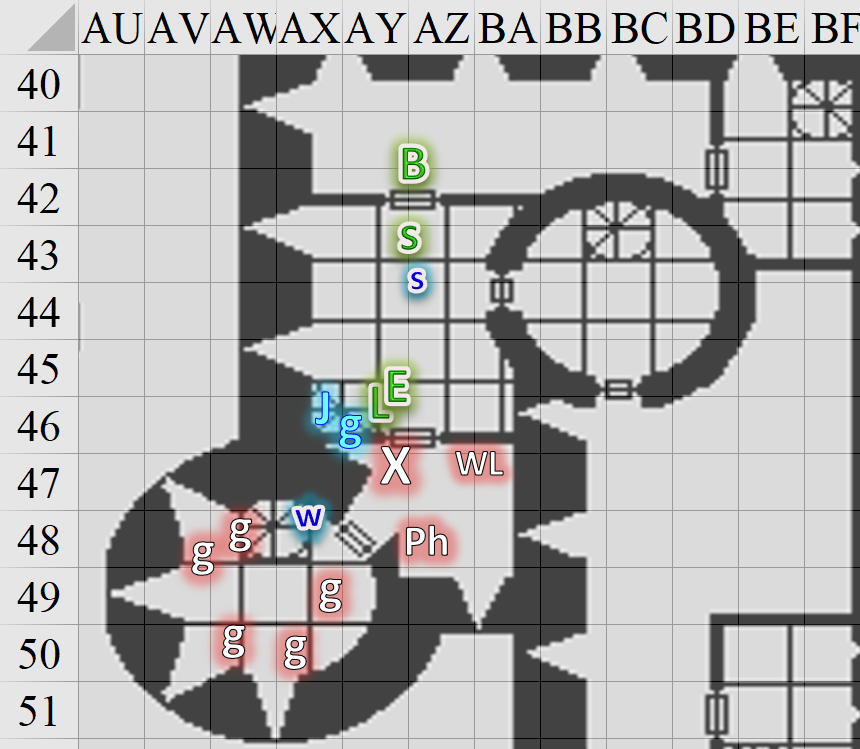 AU AV AW AX AY AZ BA BB BC BD BE BF
40
41
B
42
S
43
s
44
45
E
J L
g
46
X WL
47
w
g
48
g Ph
g
49
g g
50
51